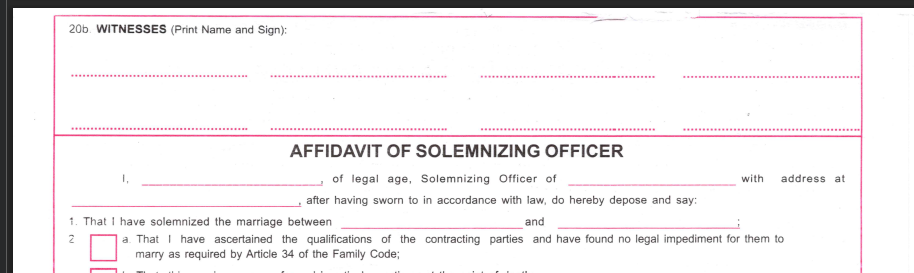 20b. WITNESSES (Print Name and Sign):
AFFIDAVIT OF SOLEMNIZING OFFICER
I, , of legal age, Solemnizing Officer of with address at
, after having sworn to in accordance with law, do hereby depose and say:
1. That I have solemnized the marriage between and ;
2 a. That I have ascertained the qualifications of the contracting parties and have found no legal impediment for them to
marry as required by Article 34 of the Family Code;